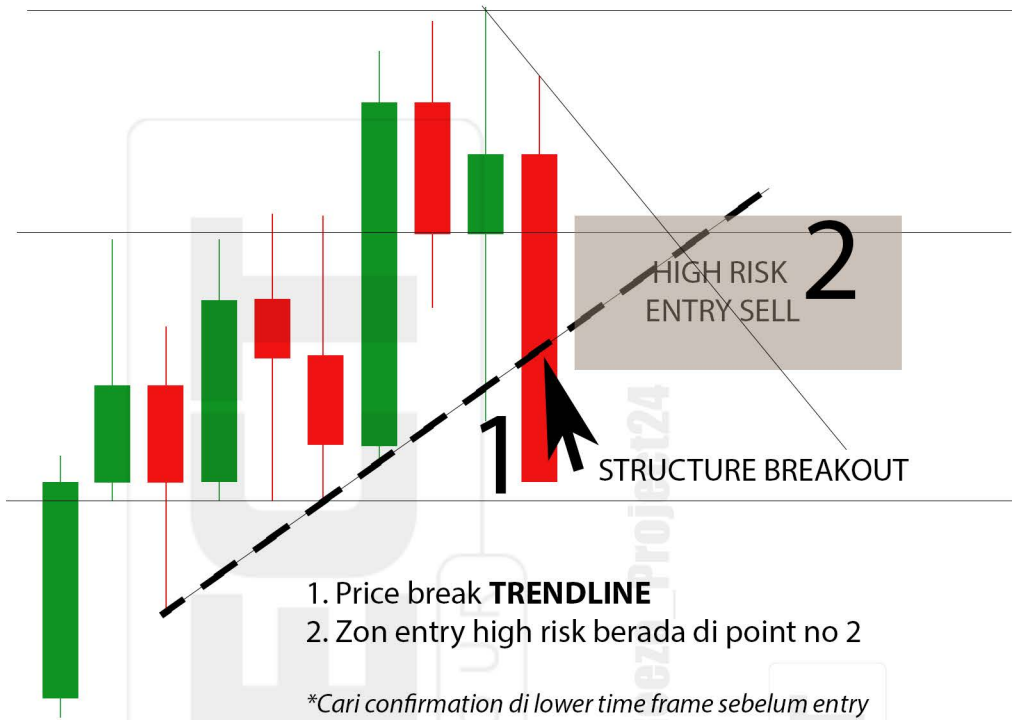 2
HIGH RISK
ENTRY SELL
1
STRUCTURE BREAKOUT
1. Price break TRENDLINE
2. Zon entry high risk berada di point no 2
*Cari confirmation di lower time frame sebelum entry